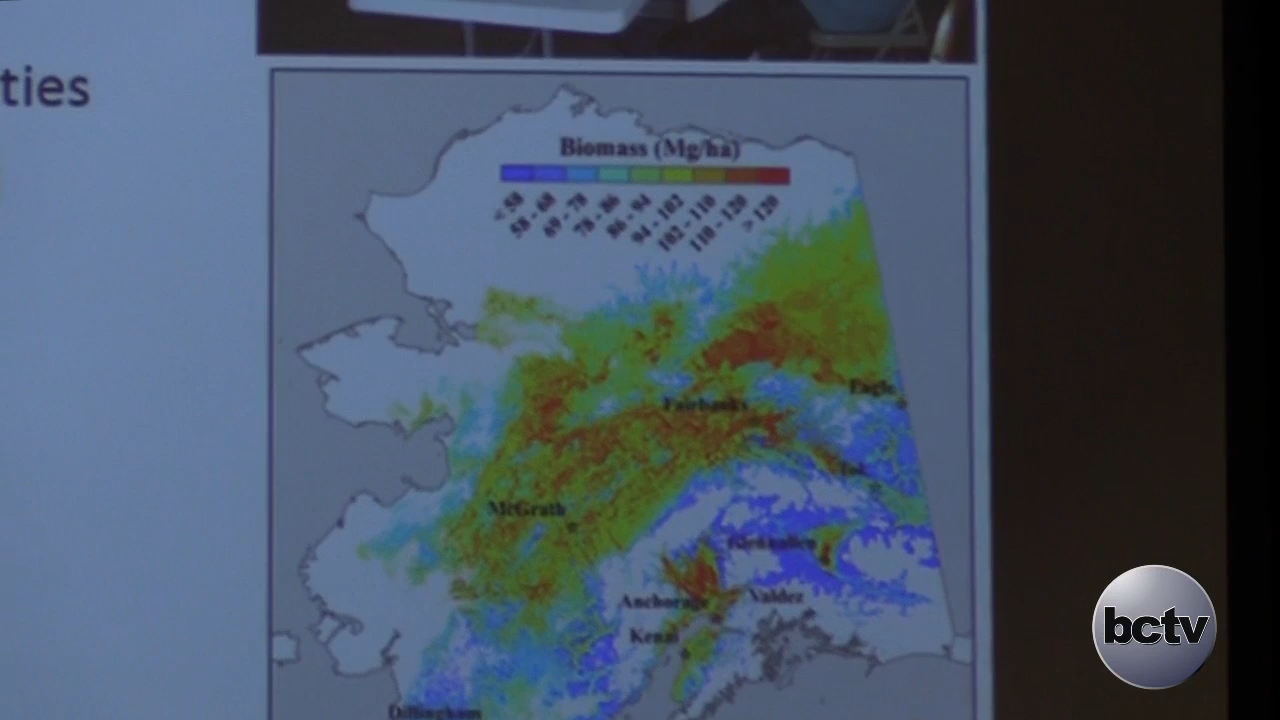 ties
Biomass (Mg/ha)
< 58
58 - 68
69 - 78
78 - 86
86 - 94
94 - 102
102 - 110
110 - 120
> 120
Eagle
Fairbanks
Tok
McGrath
Glennallen
Anchorage
Valdez
Kenai
Dillingham
bctv